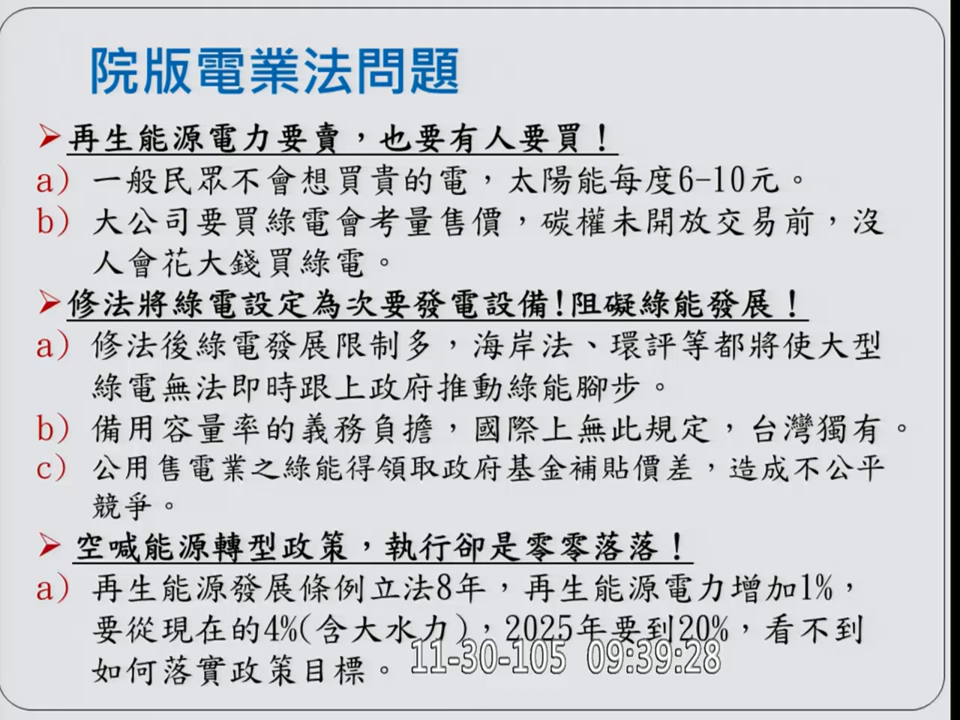 院版電業法問題
➢再生能源電力要賣，也要有人要買！
a) 一般民眾不會想買貴的電，太陽能每度6-10元。
b) 大公司要買綠電會考量售價，碳權未開放交易前，沒
人會花大錢買綠電。
➢修法將綠電設定為次要發電設備!阻礙綠能發展！
a) 修法後綠電發展限制多，海岸法、環評等都將使大型
綠電無法即時跟上政府推動綠能腳步。
b) 備用容量率的義務負擔，國際上無此規定，台灣獨有。
c) 公用售電業之綠能得領取政府基金補貼價差，造成不公平
競爭。
➢ 空喊能源轉型政策，執行卻是零零落落！
a) 再生能源發展條例立法8年，再生能源電力增加1%，
要從現在的4%(含大水力)，2025年要到20%，看不到
如何落實政策目標。
11-30-105 09:39:28